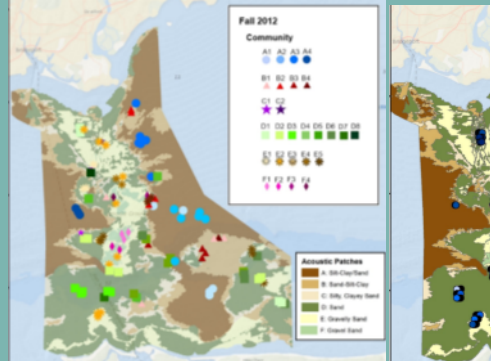 Fall 2012
Community
A1 A2 A3 A4
B1 B2 B3 B4
C1 C2
D1 D2 D3 D4 D5 D6 D7 D8
E1 E2 E3 E4 E5
F1 F2 F3 F4
Acoustic Patches
A: Silt-Clay/Sand
B: Sand-Silt-Clay
C: Silty, Clayey Sand
D: Sand
E: Gravelly Sand
F: Gravel Sand